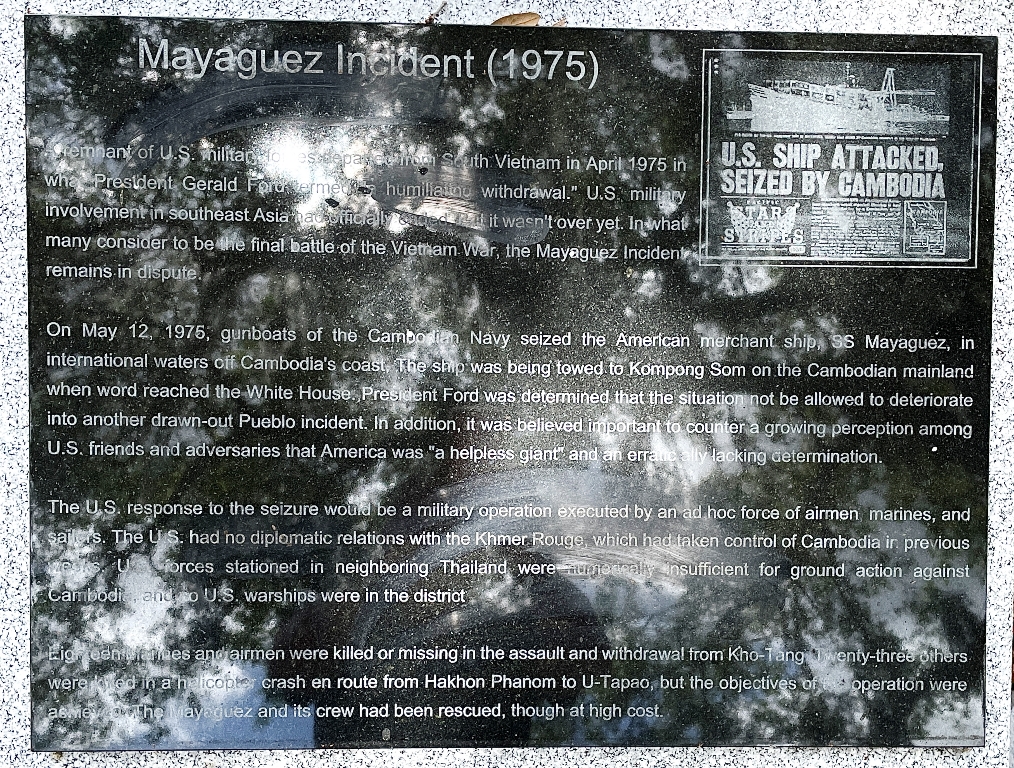 Mayaguez Incident (1975)
U.S. SHIP ATTACKED,
SEIZED BY CAMBODIA
PACIFIC
STARS
STRIPES
remnant of U.S. military forces departed from South Vietnam in April 1975 in
what President Gerald Ford termed a humiliating withdrawal." U.S. military
involvement in southeast Asia had officially ended but it wasn't over yet. In what
many consider to be the final battle of the Vietnam War, the Mayaguez Incident
remains in dispute.
On May 12, 1975, gunboats of the Cambodian Navy seized the American merchant ship, SS Mayaguez, in
international waters off Cambodia's coast. The ship was being towed to Kompong Som on the Cambodian mainland
when word reached the White House. President Ford was determined that the situation not be allowed to deteriorate
into another drawn-out Pueblo incident. In addition, it was believed important to counter a growing perception among
U.S. friends and adversaries that America was "a helpless giant" and an erratic ally lacking determination.
The U.S. response to the seizure would be a military operation executed by an ad hoc force of airmen, marines, and
sailors. The U.S. had no diplomatic relations with the Khmer Rouge, which had taken control of Cambodia in previous
weeks. U.S. forces stationed in neighboring Thailand were numerically insufficient for ground action against
Cambodia, and no U.S. warships were in the district.
Eighteen Marines and airmen were killed or missing in the assault and withdrawal from Kho-Tang. Twenty-three others
were killed in a helicopter crash en route from Hakhon Phanom to U-Tapao, but the objectives of the operation were
achieved. The Mayaguez and its crew had been rescued, though at high cost.